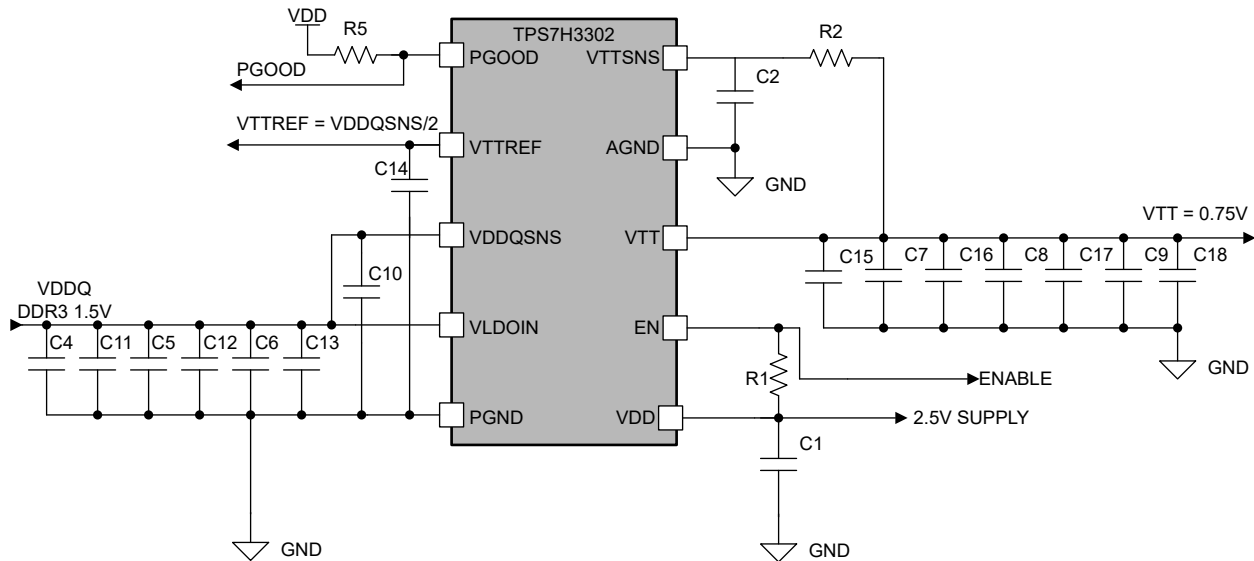 VDD
R5
PGOOD
VTTREF = VDDQSNS/2
C14
C10
VDDQ
DDR3 1.5V
C4
C11
C5
C12
C6
C13
GND
TPS7H3302
PGOOD
VTTREF
VDDQSNS
VLDOIN
PGND
VTTSNS
AGND
VTT
EN
VDD
R2
C2
GND
VTT = 0.75V
C15
C7
C16
C8
C17
C9
C18
GND
R1
ENABLE
2.5V SUPPLY
C1
GND